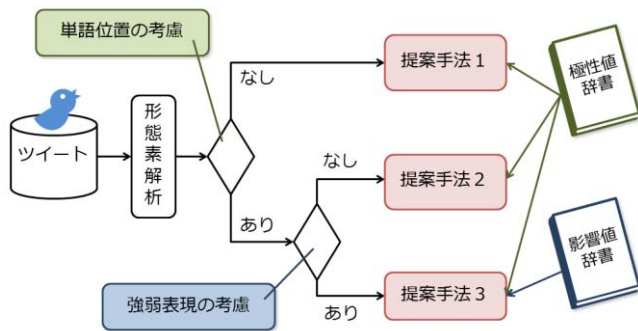 単語位置の考慮
なし
提案手法1
極性値
辞書
ツイート
形態素解析
なし
提案手法2
あり
影響値
辞書
強弱表現の考慮
あり
提案手法3